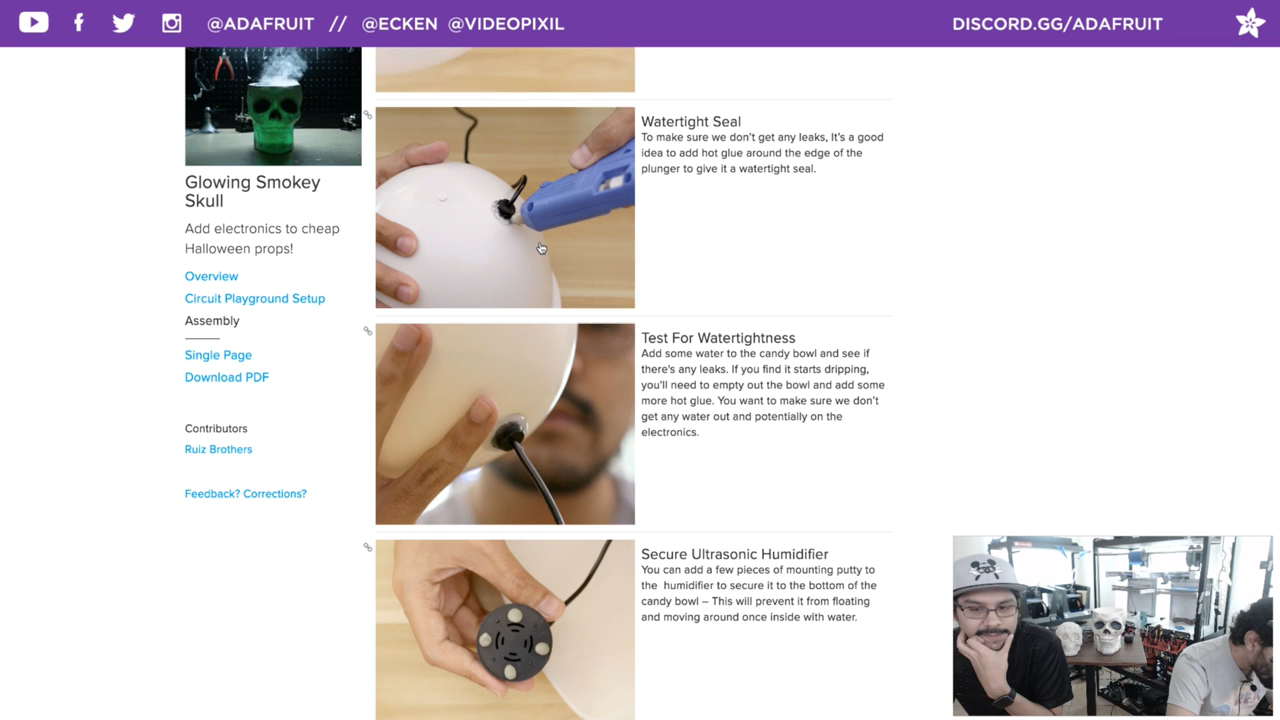 @ADAFRUIT // @ECKEN @VIDEOPIXIL
DISCORD.GG/ADAFRUIT
Glowing Smokey
Skull
Add electronics to cheap
Halloween props!
Overview
Circuit Playground Setup
Assembly
Single Page
Download PDF
Contributors
Ruiz Brothers
Feedback? Corrections?
Watertight Seal
To make sure we don't get any leaks, It's a good
idea to add hot glue around the edge of the
plunger to give it a watertight seal.
Test For Watertightness
Add some water to the candy bowl and see if
there's any leaks. If you find it starts dripping,
you'll need to empty out the bowl and add some
more hot glue. You want to make sure we don't
get any water out and potentially on the
electronics.
Secure Ultrasonic Humidifier
You can add a few pieces of mounting putty to
the humidifier to secure it to the bottom of the
candy bowl – This will prevent it from floating
and moving around once inside with water.